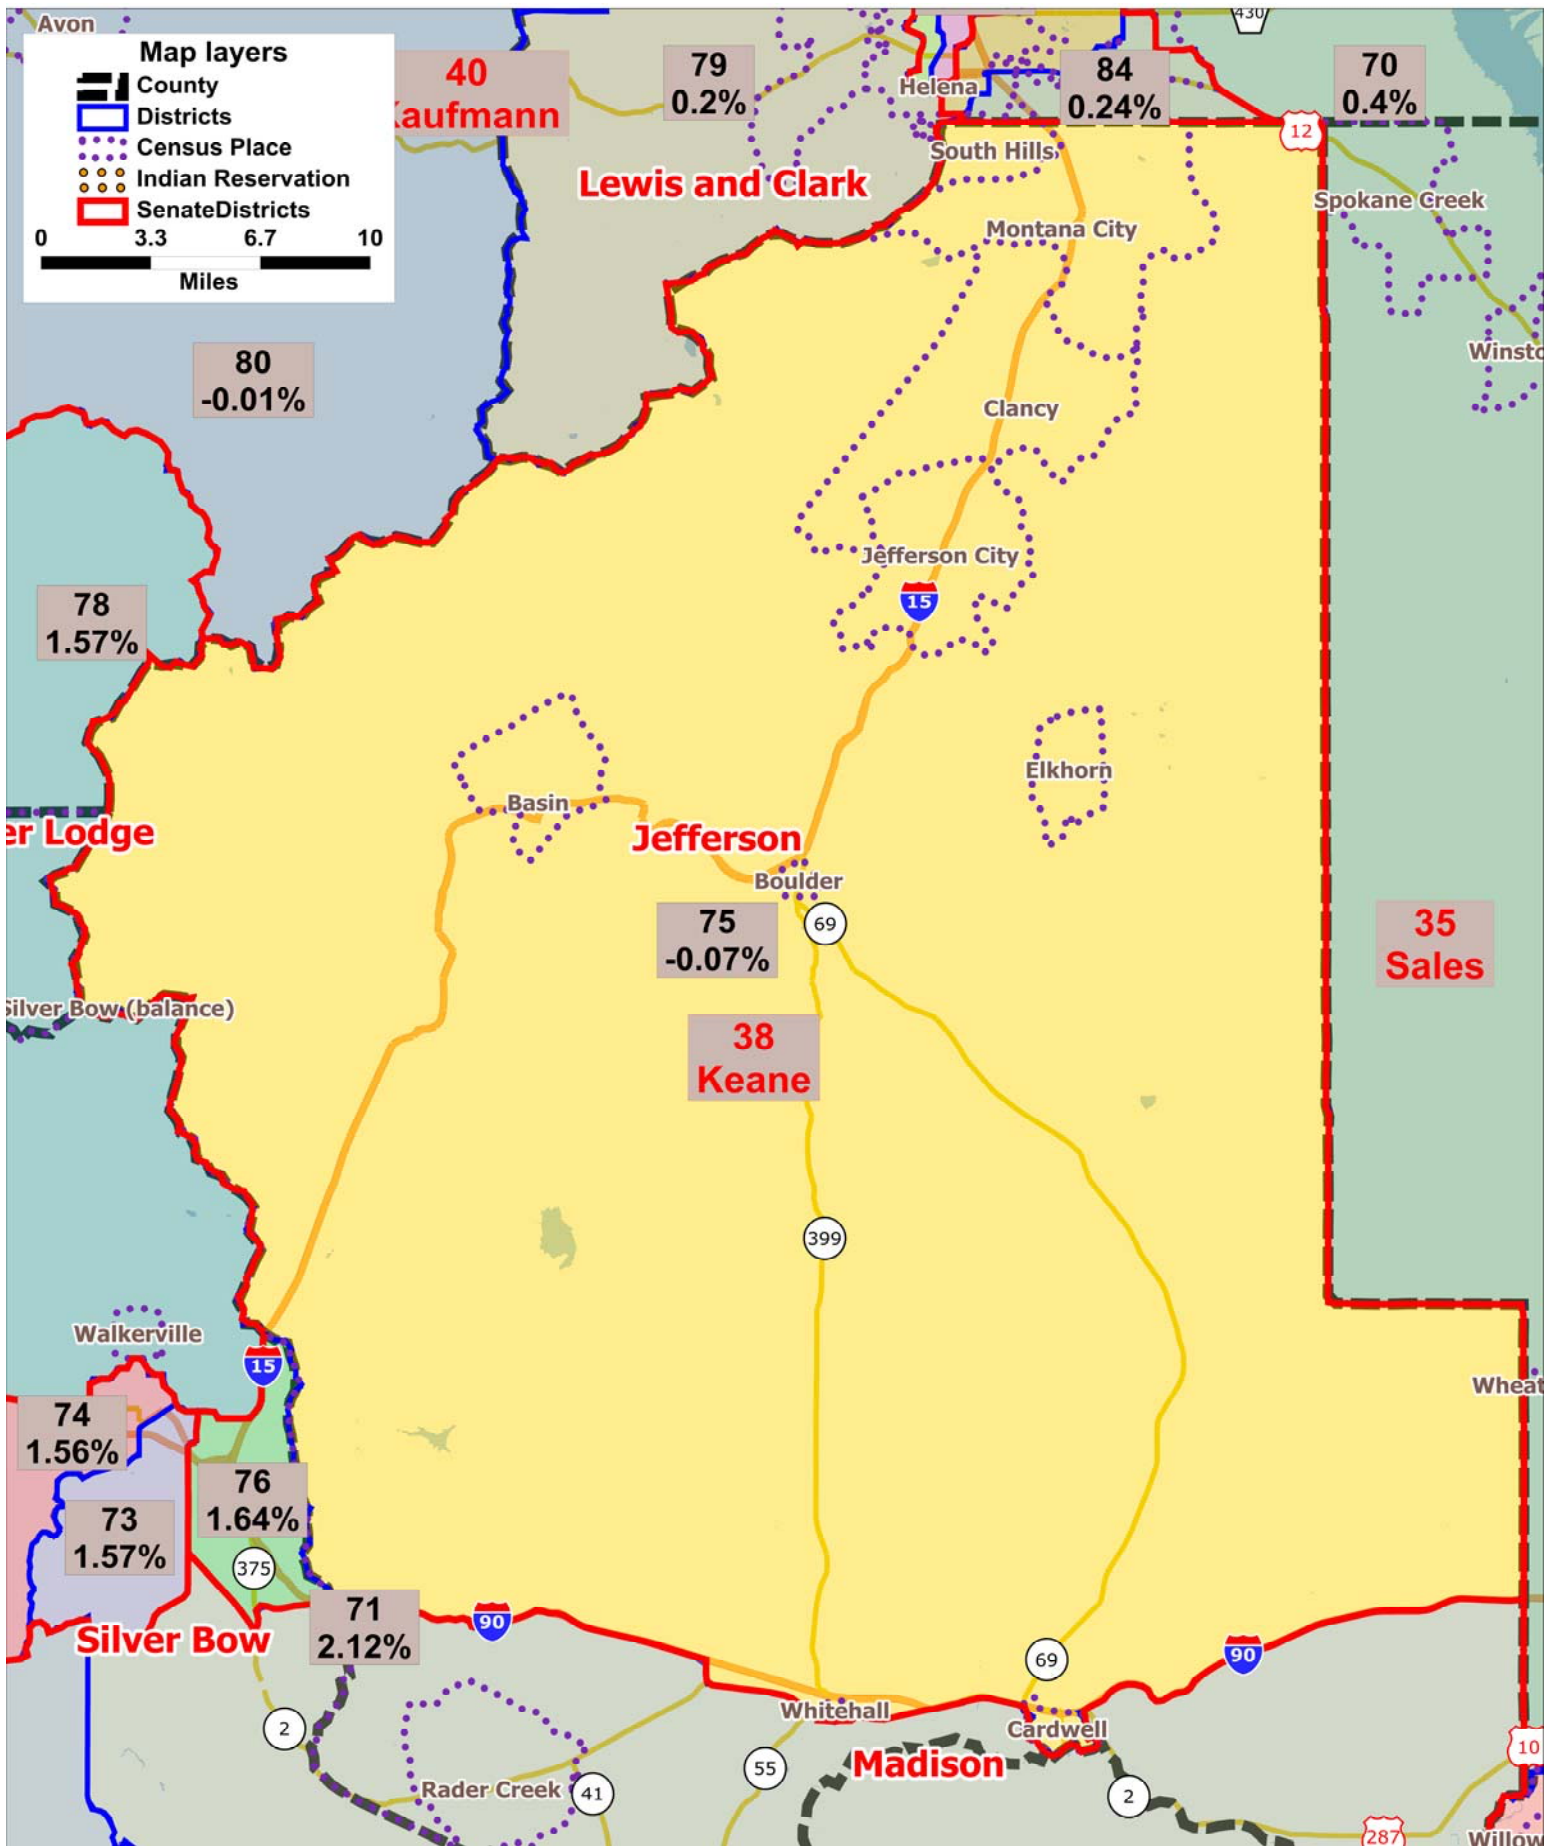 Avon
430
Map layers
County
Districts
Census Place
Indian Reservation
SenateDistricts
0 3.3 6.7 10
Miles
40
Kaufmann
79
0.2%
Helena
84
0.24%
70
0.4%
12
South Hills
Lewis and Clark
Spokane Creek
Montana City
Winsto
80
-0.01%
Clancy
Jefferson City
15
78
1.57%
Elkhorn
Basin
er Lodge
Jefferson
Boulder
75
-0.07%
69
35
Sales
Silver Bow (balance)
38
Keane
399
Walkerville
15
Wheat
74
1.56%
76
1.64%
73
1.57%
375
71
2.12%
90
Silver Bow
69
90
Whitehall
Cardwell
2
10
55
Madison
Rader Creek
41
2
287
Willow